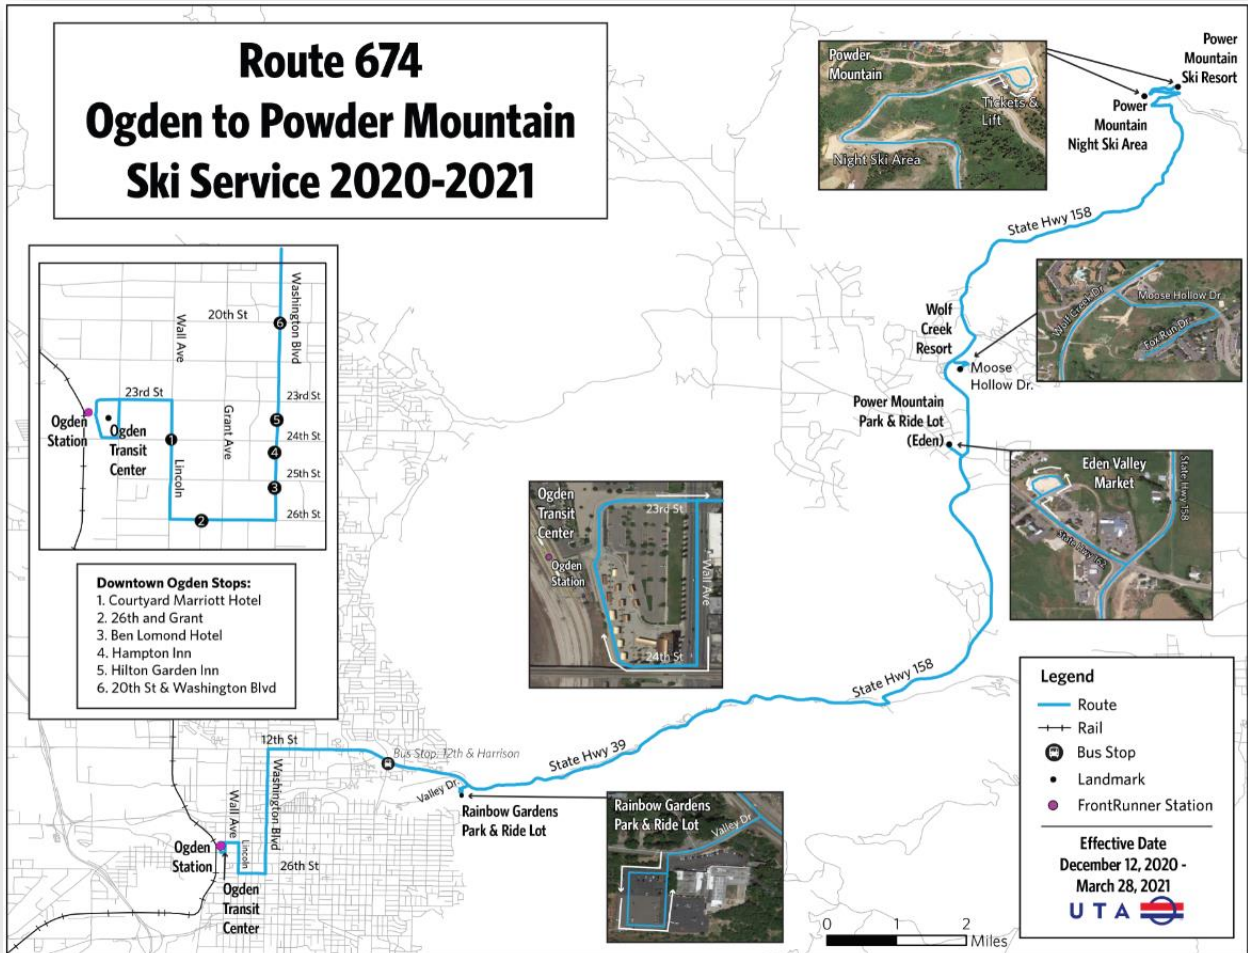 Route 674
Ogden to Powder Mountain
Ski Service 2020-2021
Power
Mountain
Ski Resort
Power
Mountain
Night Ski Area
Powder
Mountain
Tickets &
Lift
Night Ski Area
State Hwy 158
Wolf
Creek
Resort
Moose
Hollow Dr.
Wolf Creek Dr
Moose Hollow Dr
Fox Run Dr
Power Mountain
Park & Ride Lot
(Eden)
Eden Valley
Market
State Hwy 158
State Hwy 162
Washington Blvd
20th St
6
Wall Ave
23rd St
23rd St
Ogden
Station
Ogden
Transit
Center
Grant Ave
5
24th St
1
4
25th St
3
Lincoln
2
26th St
Downtown Ogden Stops:
1. Courtyard Marriott Hotel
2. 26th and Grant
3. Ben Lomond Hotel
4. Hampton Inn
5. Hilton Garden Inn
6. 20th St & Washington Blvd
Ogden
Transit
Center
23rd St
Ogden
Station
Wall Ave
24th St
State Hwy 158
State Hwy 39
12th St
Bus Stop: 12th & Harrison
Valley Dr.
Rainbow Gardens
Park & Ride Lot
Washington Blvd
Wall Ave
Lincoln
26th St
Ogden
Station
Ogden
Transit
Center
Rainbow Gardens
Park & Ride Lot
Valley Dr
Legend
Route
Rail
Bus Stop
Landmark
FrontRunner Station
Effective Date
December 12, 2020 -
March 28, 2021
UTA
0 1 2
Miles